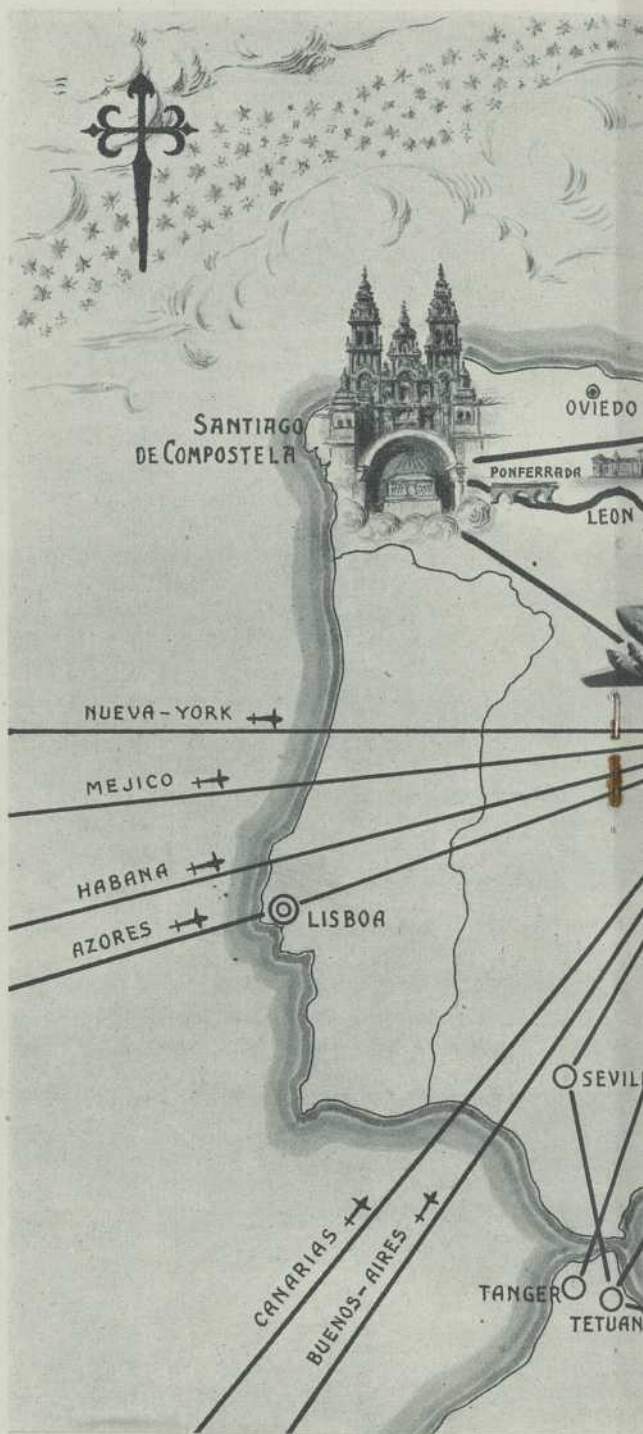 SANTIAGO
DE COMPOSTELA
OVIEDO
PONFERRADA
LEON
NUEVA-YORK
MEJICO
HABANA
AZORES
LISBOA
SEVIL
CANARIAS
BUENOS-AIRES
TANGER
TETUAN